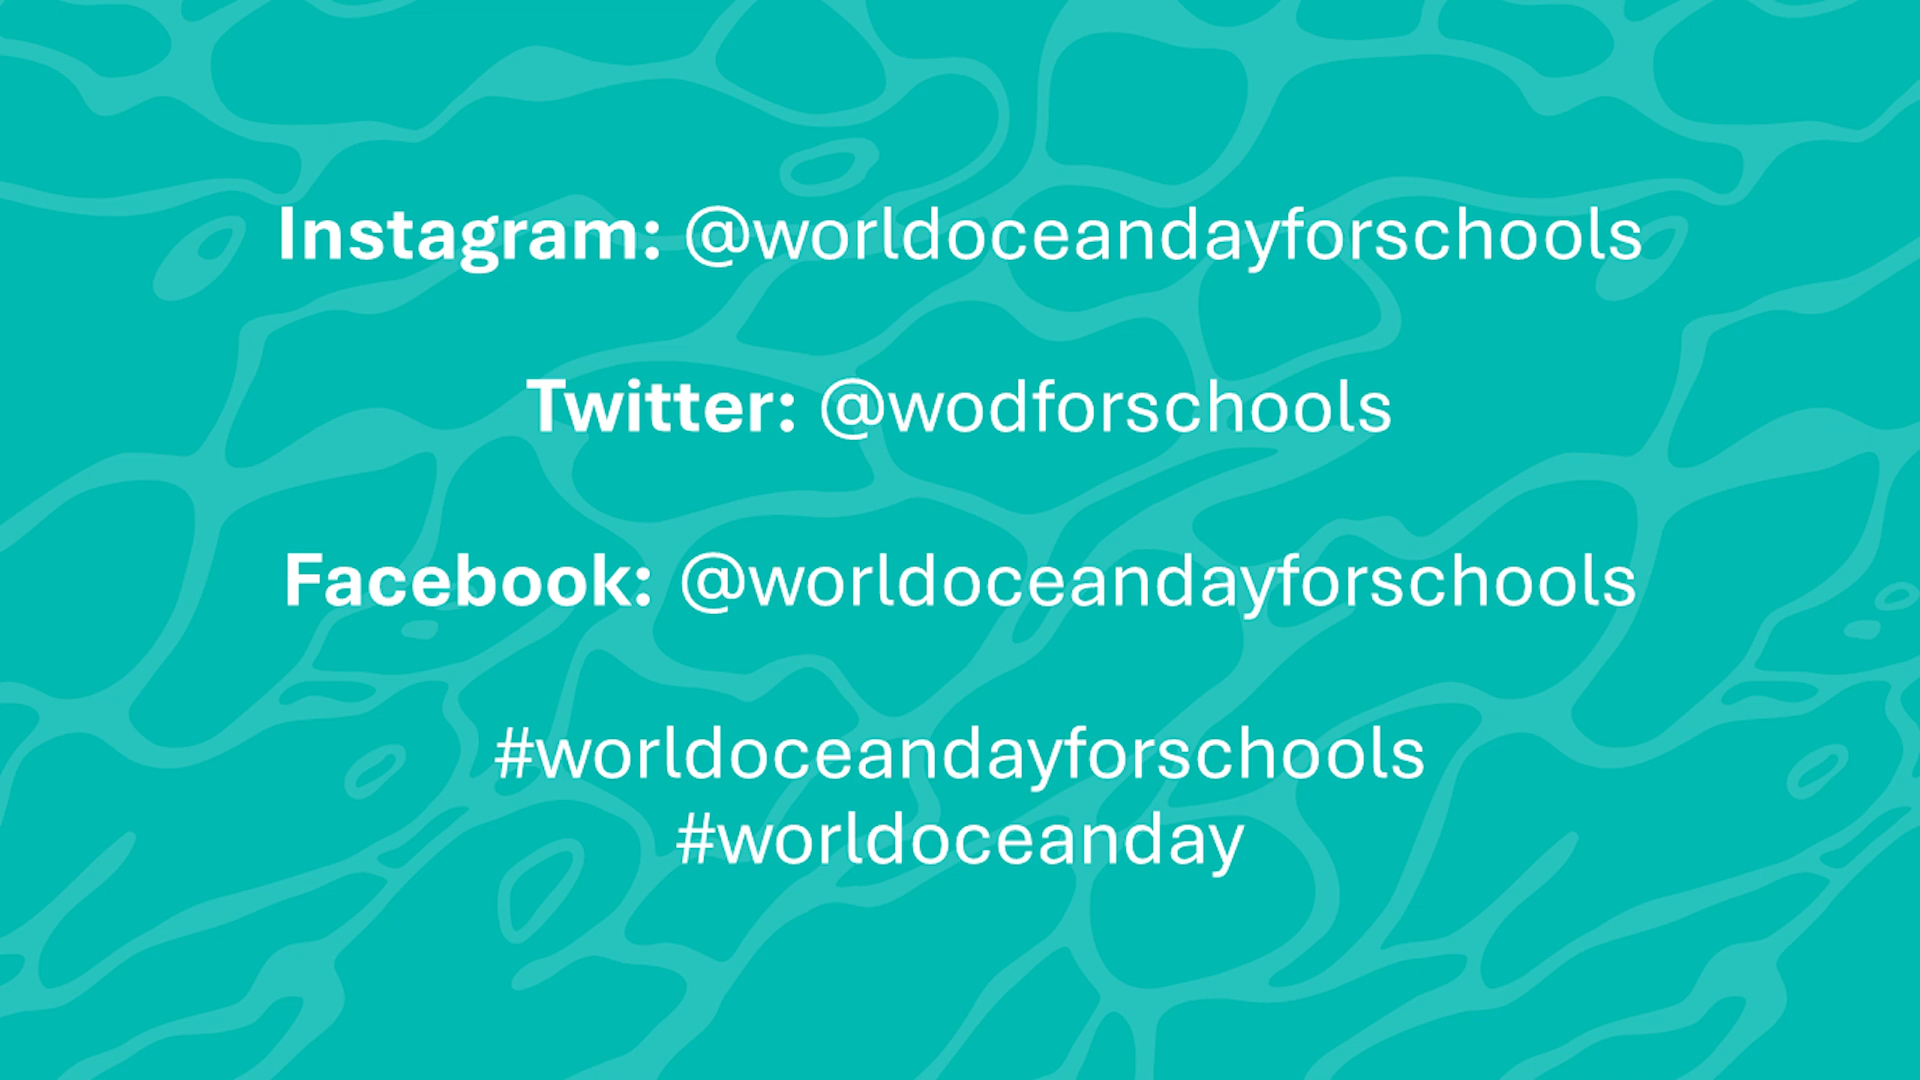 Instagram: @worldoceandayforschools
Twitter: @wodforschools
Facebook: @worldoceandayforschools
#worldoceandayforschools
#worldoceanday